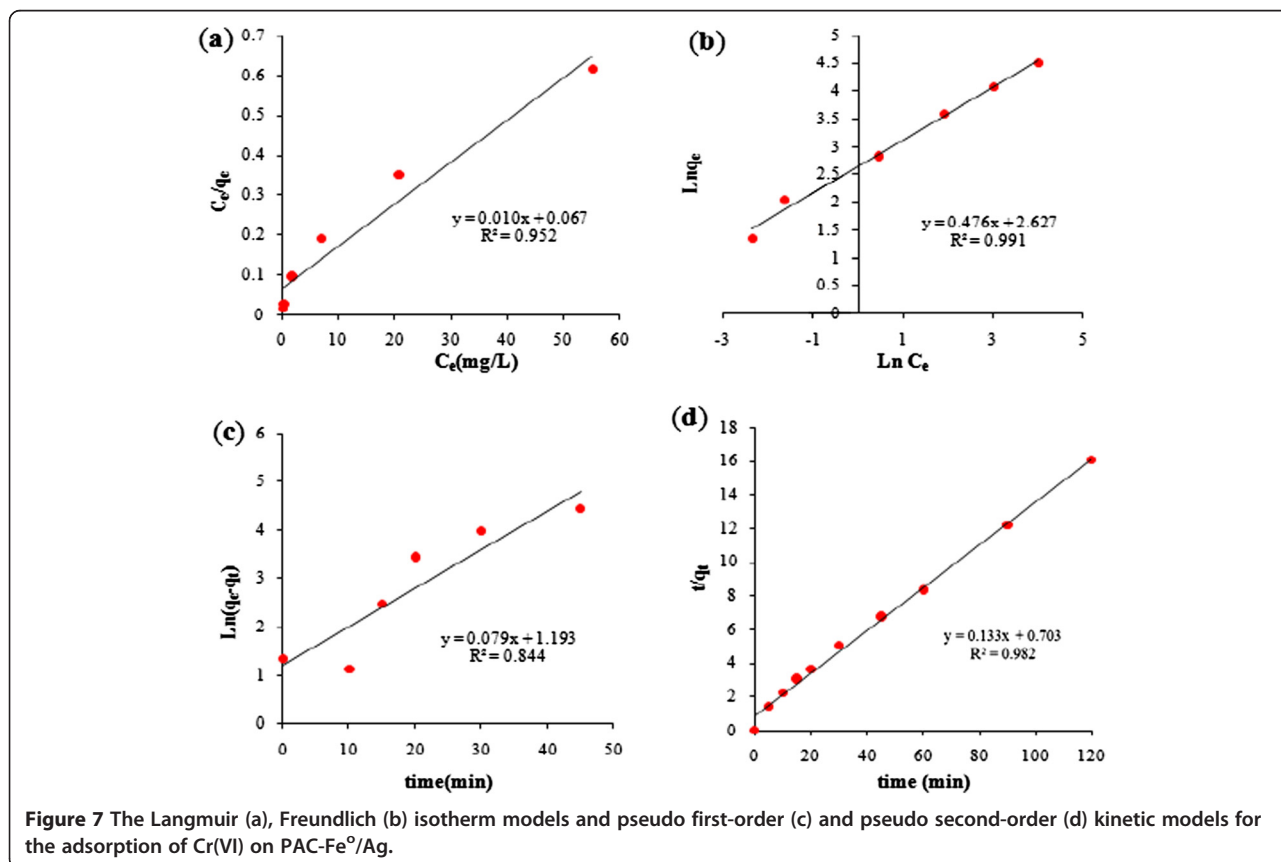 (a)
0.7
0.6
0.5
0.4
0.3
0.2
0.1
0
Cₑ/qₑ
y = 0.010x + 0.067
R² = 0.952
0 10 20 30 40 50 60
Cₑ(mg/L)
(b)
5
4.5
4
3.5
3
2.5
2
1.5
1
0.5
0
Lnqₑ
y = 0.476x + 2.627
R² = 0.991
-3 -1 1 3 5
Ln Cₑ
(c)
6
5
4
3
2
1
0
Ln(qₑ-qₜ)
y = 0.079x + 1.193
R² = 0.844
0 10 20 30 40 50
time(min)
(d)
18
16
14
12
10
8
6
4
2
0
t/qₜ
y = 0.133x + 0.703
R² = 0.982
0 20 40 60 80 100 120
time (min)
Figure 7 The Langmuir (a), Freundlich (b) isotherm models and pseudo first-order (c) and pseudo second-order (d) kinetic models for
the adsorption of Cr(VI) on PAC-Fe⁰/Ag.